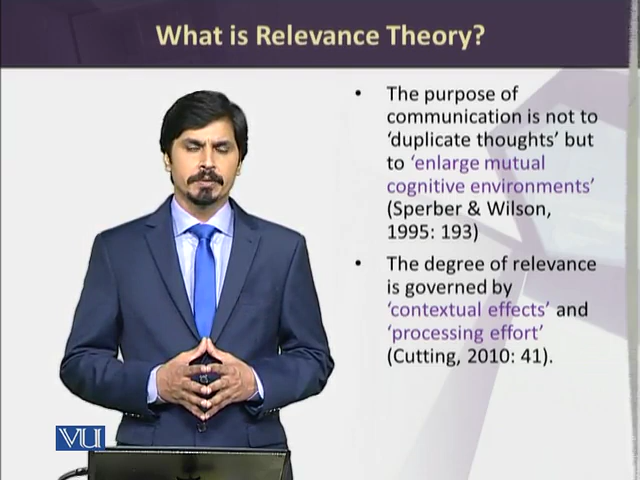 What is Relevance Theory?
• The purpose of
communication is not to
‘duplicate thoughts’ but
to ‘enlarge mutual
cognitive environments’
(Sperber & Wilson,
1995: 193)
• The degree of relevance
is governed by
‘contextual effects’ and
‘processing effort’
(Cutting, 2010: 41).
VU